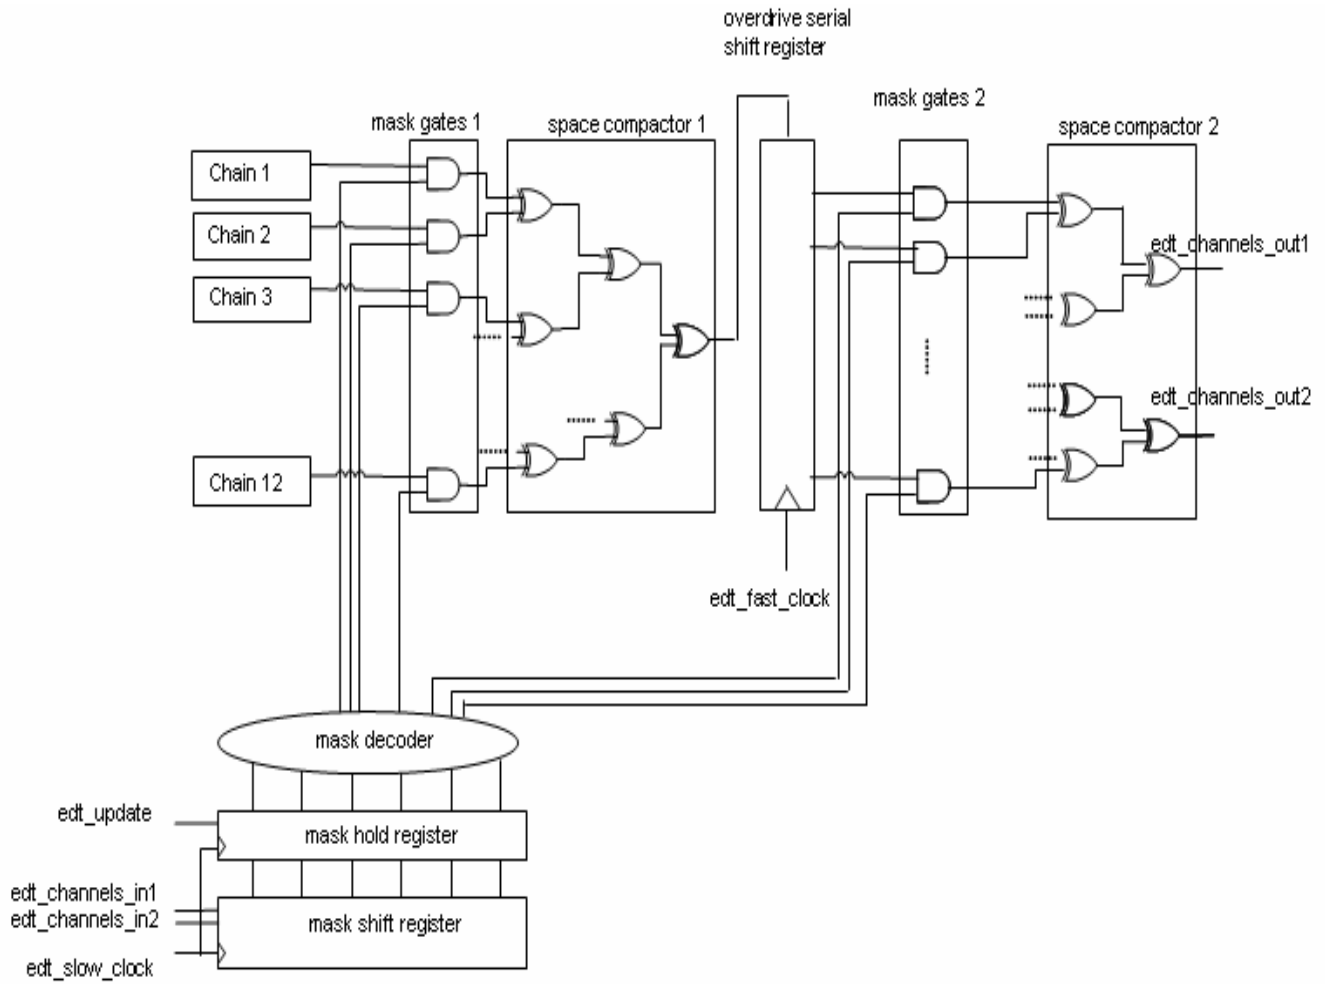 overdrive serial
shift register
mask gates 1
space compactor 1
mask gates 2
space compactor 2
Chain 1
Chain 2
Chain 3
Chain 12
edt_channels_out1
edt_channels_out2
edt_fast_clock
mask decoder
edt_update
mask hold register
edt_channels_in1
edt_channels_in2
mask shift register
edt_slow_clock